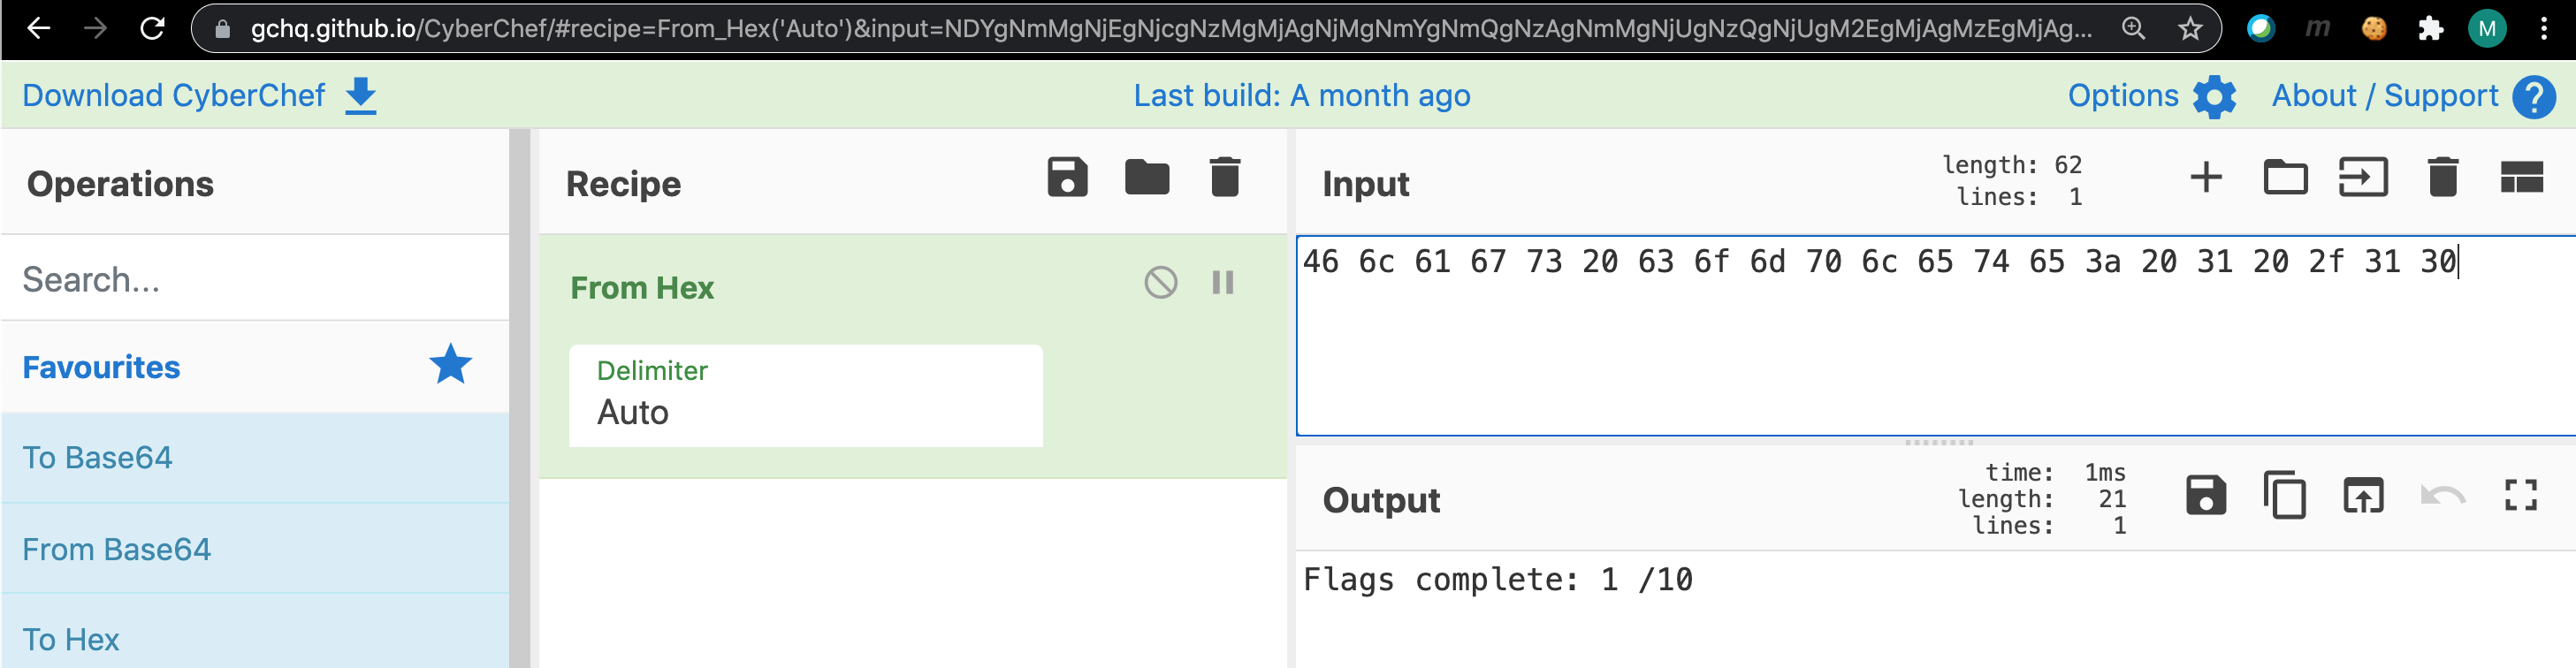 gchq.github.io/CyberChef/#recipe=From_Hex('Auto')&input=NDYgNmMgNjEgNjcgNzMgMjAgNjMgNmYgNmQgNzAgNmMgNjUgNzQgNjUgM2EgMjAgMzEgMjAg...
m
M
Download CyberChef
Last build: A month ago
Options
About / Support
?
Operations
Recipe
Input
length: 62
lines: 1
Search...
From Hex
46 6c 61 67 73 20 63 6f 6d 70 6c 65 74 65 3a 20 31 20 2f 31 30
Favourites
Delimiter
Auto
To Base64
Output
time: 1ms
length: 21
lines: 1
From Base64
Flags complete: 1 /10
To Hex